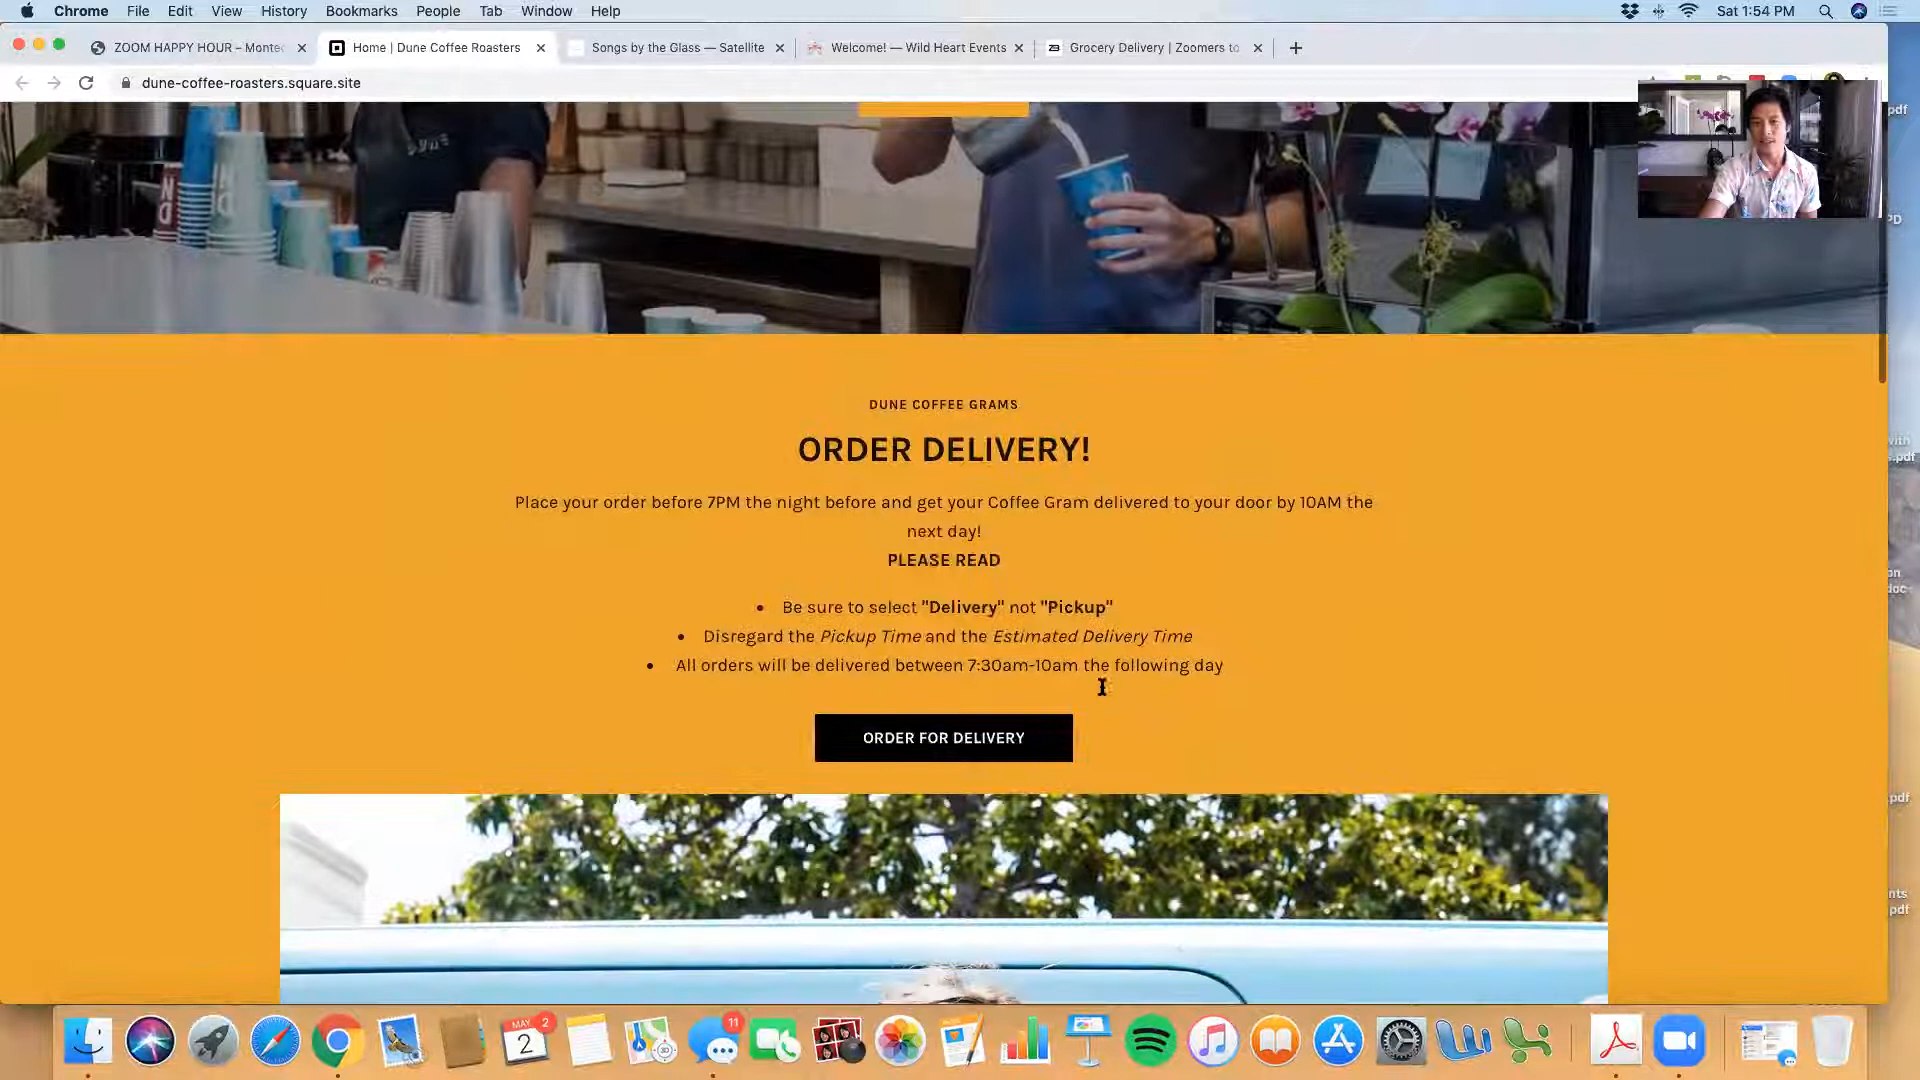 Chrome File Edit View History Bookmarks People Tab Window Help
Sat 1:54 PM
ZOOM HAPPY HOUR – Montec
Home | Dune Coffee Roasters
Songs by the Glass — Satellite
Welcome! — Wild Heart Events
Grocery Delivery | Zoomers to
dune-coffee-roasters.square.site
DUNE COFFEE GRAMS
ORDER DELIVERY!
Place your order before 7PM the night before and get your Coffee Gram delivered to your door by 10AM the
next day!
PLEASE READ
• Be sure to select "Delivery" not "Pickup"
• Disregard the Pickup Time and the Estimated Delivery Time
• All orders will be delivered between 7:30am-10am the following day
ORDER FOR DELIVERY
MAY
2
2
11